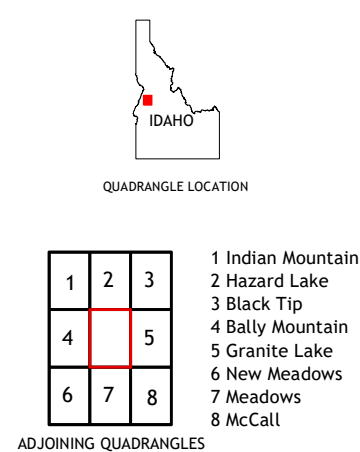 IDAHO
QUADRANGLE LOCATION
1 2 3
4 5
6 7 8
ADJOINING QUADRANGLES
1 Indian Mountain
2 Hazard Lake
3 Black Tip
4 Bally Mountain
5 Granite Lake
6 New Meadows
7 Meadows
8 McCall